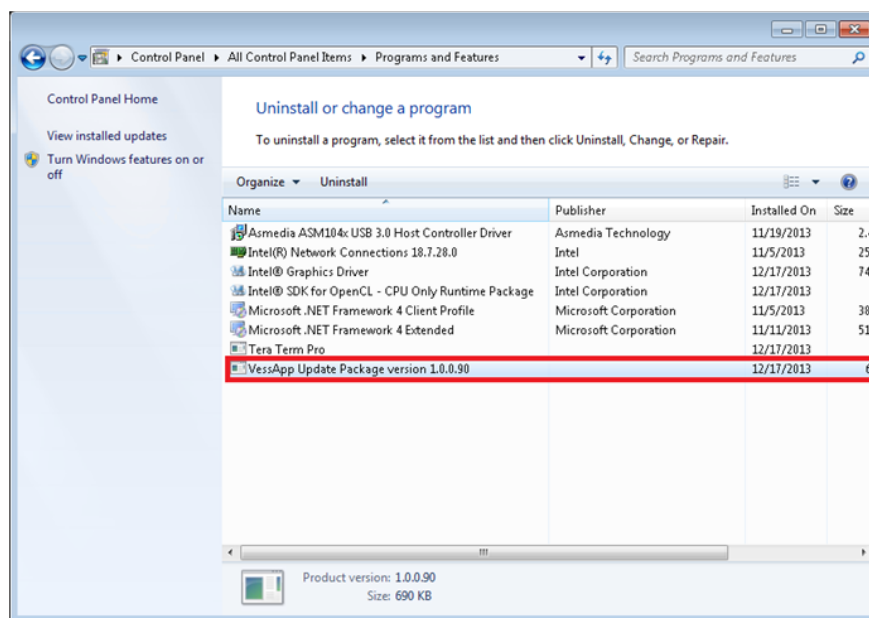 Control Panel ▸ All Control Panel Items ▸ Programs and Features
Search Programs and Features
Control Panel Home
View installed updates
Turn Windows features on or
off
Uninstall or change a program
To uninstall a program, select it from the list and then click Uninstall, Change, or Repair.
Organize Uninstall
Name Publisher Installed On Size
Asmedia ASM104x USB 3.0 Host Controller Driver Asmedia Technology 11/19/2013 2.
Intel(R) Network Connections 18.7.28.0 Intel 11/5/2013 25
Intel® Graphics Driver Intel Corporation 12/17/2013 74
Intel® SDK for OpenCL - CPU Only Runtime Package Intel Corporation 12/17/2013
Microsoft .NET Framework 4 Client Profile Microsoft Corporation 11/5/2013 38
Microsoft .NET Framework 4 Extended Microsoft Corporation 11/11/2013 51
Tera Term Pro 12/17/2013
VessApp Update Package version 1.0.0.90 12/17/2013 6
Product version: 1.0.0.90
Size: 690 KB